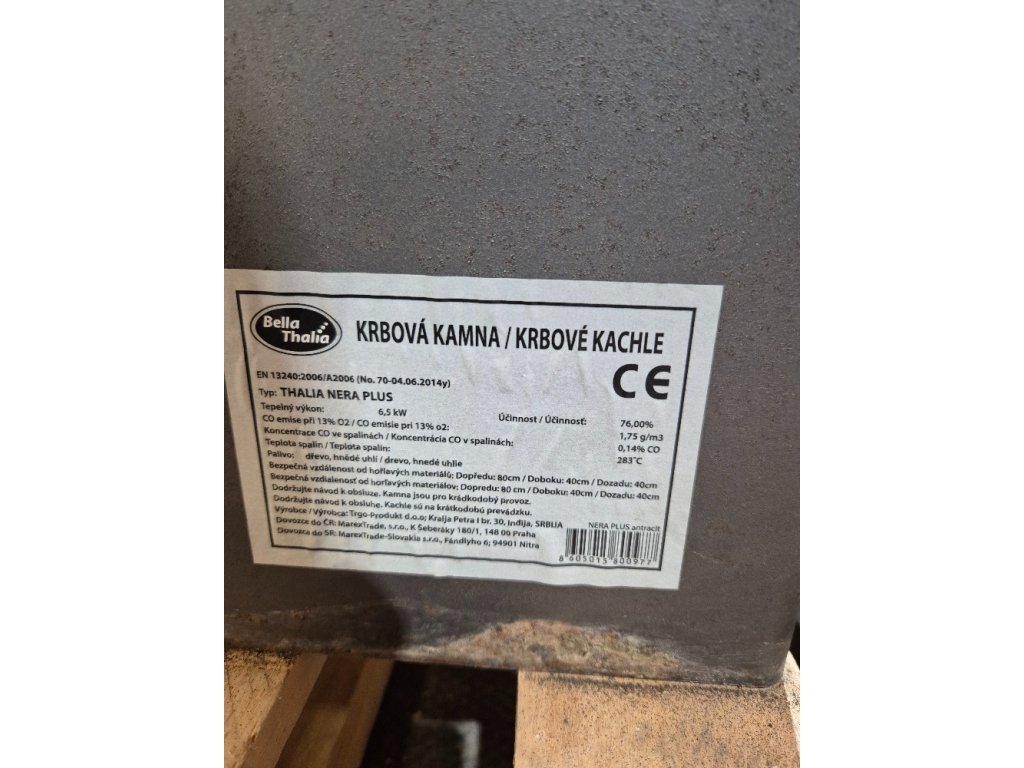 Bella
Thalia
KRBOVÁ KAMNA / KRBOVÉ KACHLE
CE
EN 13240:2006/A2006 (No. 70-04.06.2014y)
Typ: THALIA NERA PLUS
Tepelný výkon: 6,5 kW Účinnost / Účinnosť: 76,00%
CO emise při 13% O2 / CO emisie pri 13% o2: 1,75 g/m3
Koncentrace CO ve spalinách / Koncentrácia CO v spalinách: 0,14% CO
Teplota spalin / Teplota spalin: 283°C
Palivo: dřevo, hnědé uhlí / drevo, hnedé uhlie
Bezpečná vzdálenost od hořlavých materiálů; Dopředu: 80cm / Doboku: 40cm / Dozadu: 40cm
Bezpečná vzdialenosť od horľavých materiálov; Dopredu: 80 cm / Doboku: 40cm / Dozadu: 40cm
Dodržujte návod k obsluze. Kamna jsou pro krádkodobý provoz.
Dodržujte návod k obsluhe. Kachle sú na krátkodobú prevádzku.
Výrobce / Výrobca: Trgo-Produkt d.o.o; Kralja Petra I br. 30, Inđija, SRBIJA
Dovozce do ČR: MarexTrade, s.r.o., K Šeberáky 180/1, 148 00 Praha
Dovozce do SR: MarexTrade-Slovakia s.r.o., Fándlyho 6; 94901 Nitra
NERA PLUS antracit
8 605015 800977